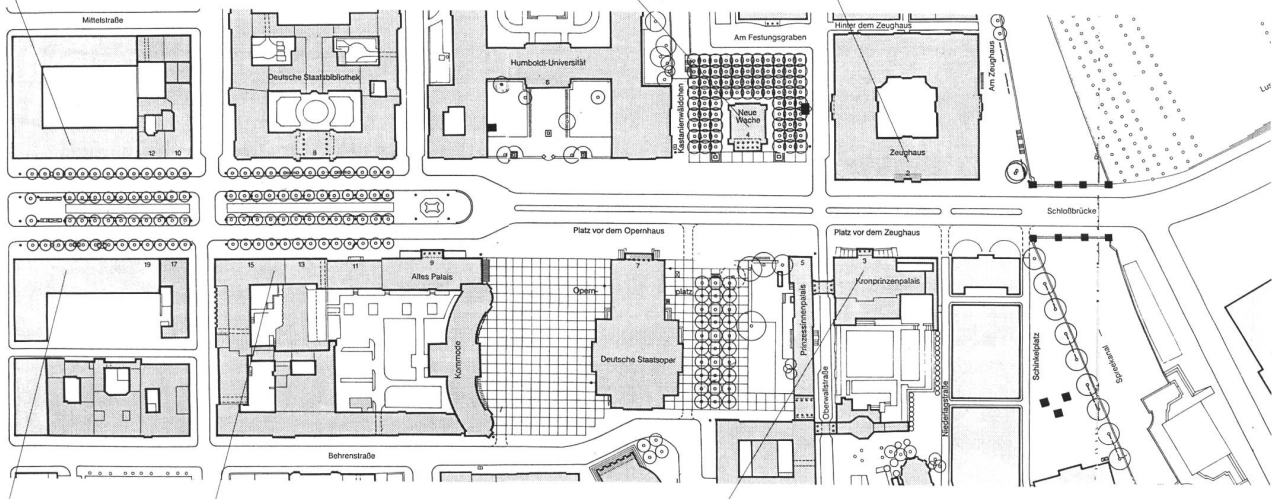 Mittelstraße
Hinter dem Zeughaus
Am Festungsgraben
Humboldt-Universität
Deutsche Staatsbibliothek
6
Am Zeughaus
Kastanienwäldchen
Neue
Wache
4
12 10
8
Zeughaus
2
Schloßbrücke
Platz vor dem Opernhaus
Platz vor dem Zeughaus
19 17
15 13 11
9
7
5
3
Altes Palais
Kronprinzenpalais
Opern-
platz
Prinzessinnenpalais
Deutsche Staatsoper
Kommode
Oberwallstraße
Niederlagstraße
Schinkelplatz
Spreekanal
Behrenstraße